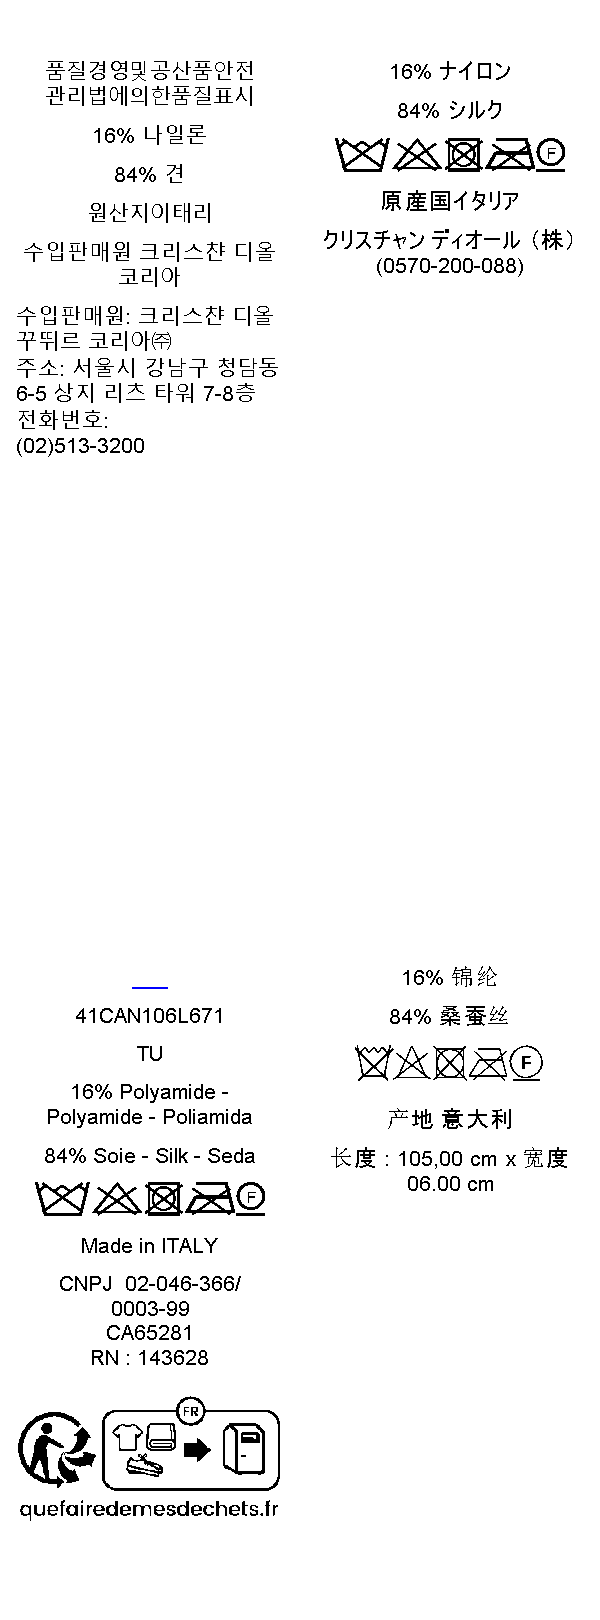 품질경영및공산품안전
관리법에의한품질표시
16% 나일론
84% 견
원산지이태리
수입판매원 크리스챤 디올
코리아
수입판매원: 크리스챤 디올
꾸뛰르 코리아㈜
주소: 서울시 강남구 청담동
6-5 상지 리츠 타워 7-8층
전화번호:
(02)513-3200
16% ナイロン
84% シルク
F
原産国イタリア
クリスチャン ディオール（株）
(0570-200-088)
41CAN106L671
TU
16% Polyamide -
Polyamide - Poliamida
84% Soie - Silk - Seda
F
Made in ITALY
CNPJ  02-046-366/
0003-99
CA65281
RN : 143628
FR
quefairedemesdechets.fr
16% 锦纶
84% 桑蚕丝
F
产地 意大利
长度 : 105,00 cm x 宽度
06.00 cm